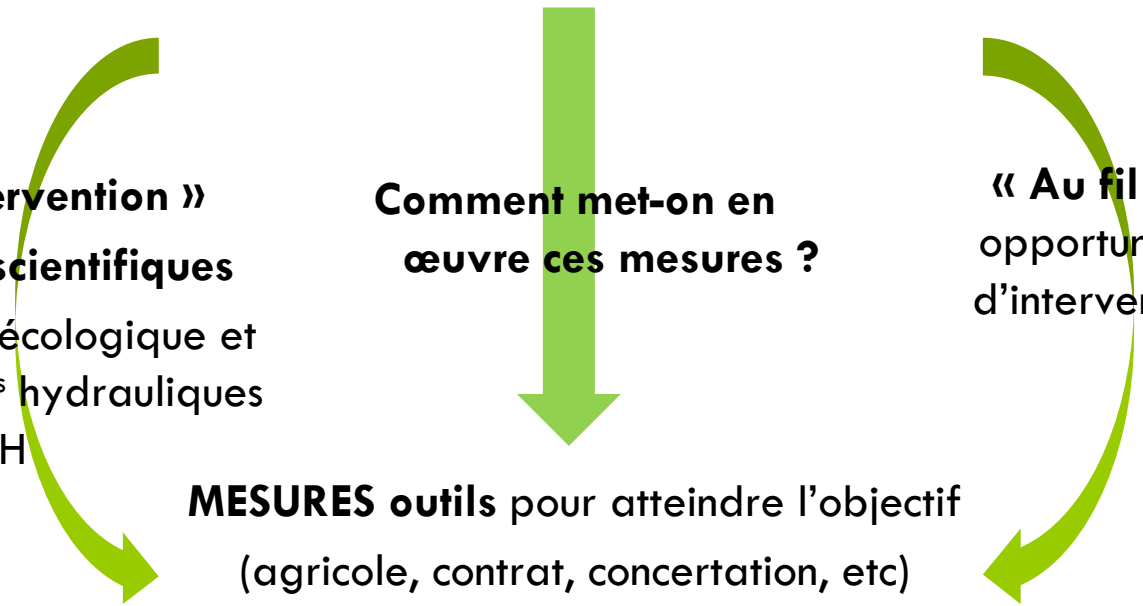 ervention »
scientifiques
écologique et
s hydrauliques
H
Comment met-on en
œuvre ces mesures ?
« Au fil
opportun
d'interve
MESURES outils pour atteindre l'objectif
(agricole, contrat, concertation, etc)